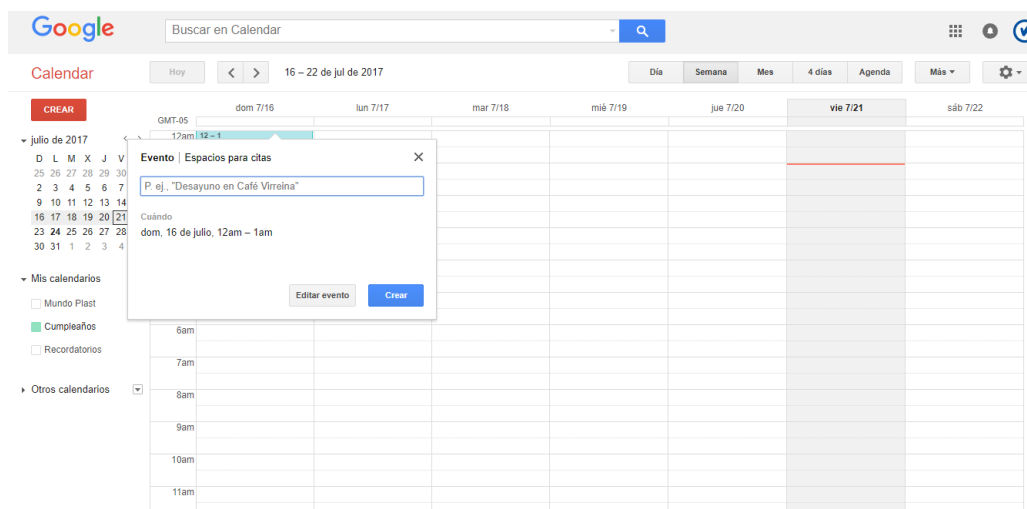 Google
Buscar en Calendar
Calendar
Hoy
16 – 22 de jul de 2017
Día
Semana
Mes
4 días
Agenda
Más
CREAR
GMT-05
dom 7/16
lun 7/17
mar 7/18
mié 7/19
jue 7/20
vie 7/21
sáb 7/22
julio de 2017
D L M X J V
25 26 27 28 29 30
2 3 4 5 6 7
9 10 11 12 13 14
16 17 18 19 20 21
23 24 25 26 27 28
30 31 1 2 3 4
12am
12 – 1
Evento | Espacios para citas
P. ej., "Desayuno en Café Virreina"
Cuándo
dom, 16 de julio, 12am – 1am
Editar evento
Crear
Mis calendarios
Mundo Plast
Cumpleaños
Recordatorios
Otros calendarios
6am
7am
8am
9am
10am
11am